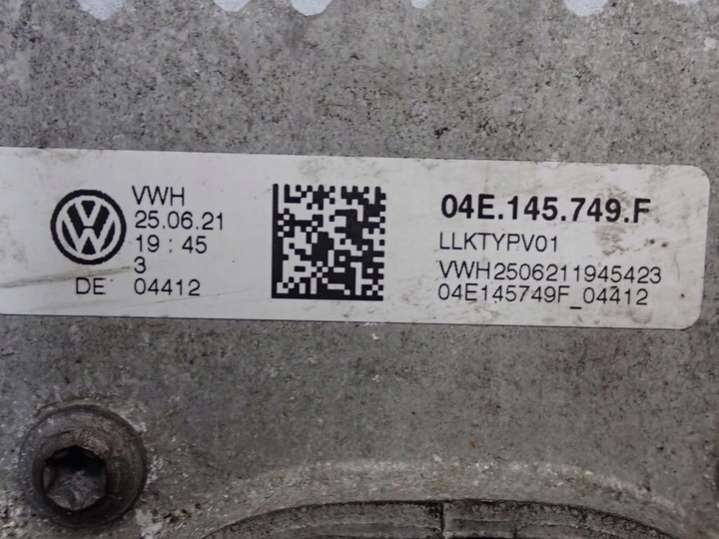 VWH
25.06.21
19 : 45
3
DE 04412
04E.145.749.F
LLKTYPV01
VWH2506211945423
04E145749F_04412